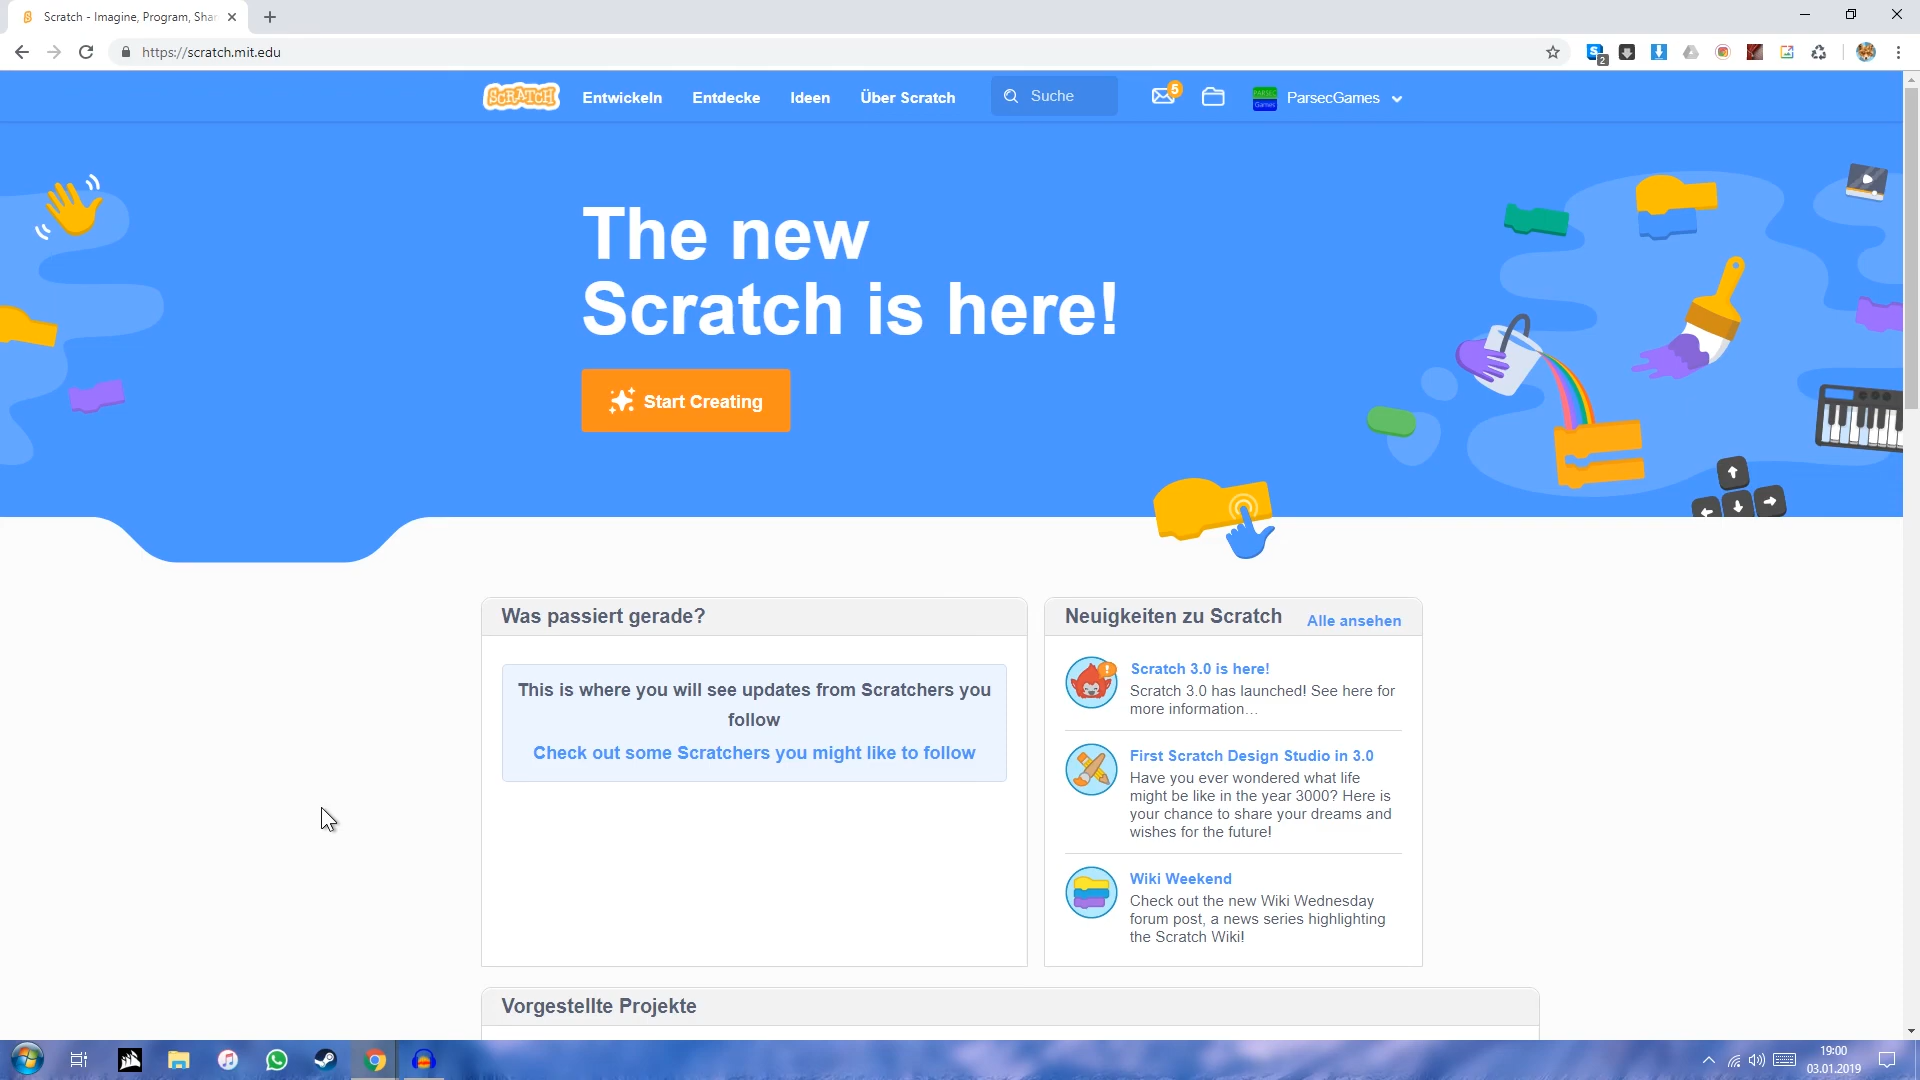 Scratch - Imagine, Program, Shar
https://scratch.mit.edu
2
SCRATCH
Entwickeln
Entdecke
Ideen
Über Scratch
Suche
5
PARSEC
Games
ParsecGames
The new
Scratch is here!
Start Creating
Was passiert gerade?
This is where you will see updates from Scratchers you
follow
Check out some Scratchers you might like to follow
Neuigkeiten zu Scratch
Alle ansehen
Scratch 3.0 is here!
Scratch 3.0 has launched! See here for
more information…
First Scratch Design Studio in 3.0
Have you ever wondered what life
might be like in the year 3000? Here is
your chance to share your dreams and
wishes for the future!
Wiki Weekend
Check out the new Wiki Wednesday
forum post, a news series highlighting
the Scratch Wiki!
Vorgestellte Projekte
19:00
03.01.2019